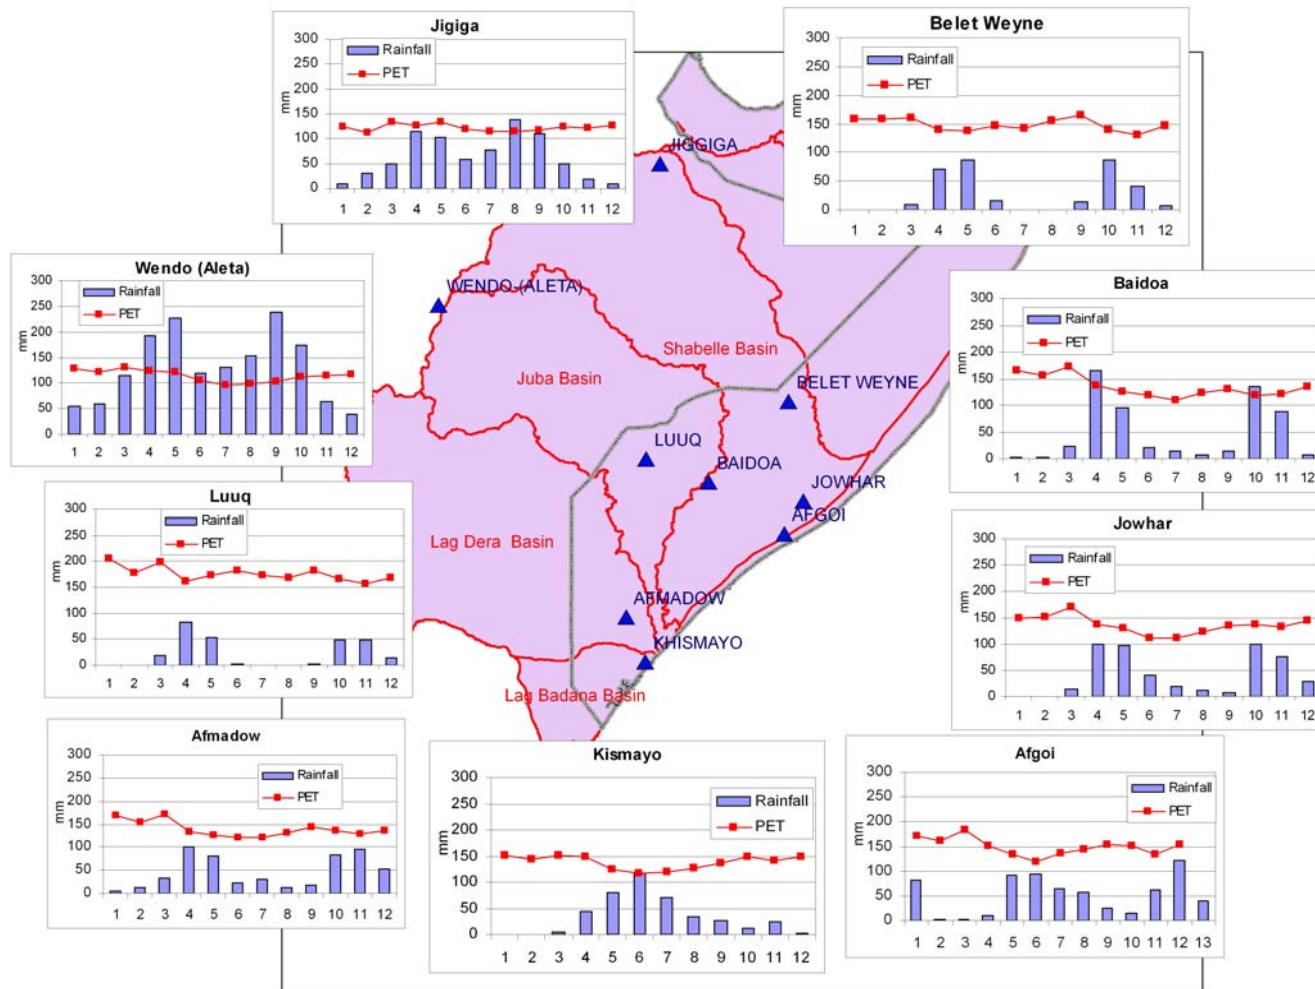 Jigiga
Rainfall
PET
mm
300
250
200
150
100
50
0
1 2 3 4 5 6 7 8 9 10 11 12
Belet Weyne
Rainfall
PET
mm
300
250
200
150
100
50
0
1 2 3 4 5 6 7 8 9 10 11 12
Wendo (Aleta)
Rainfall
PET
mm
300
250
200
150
100
50
0
1 2 3 4 5 6 7 8 9 10 11 12
Baidoa
Rainfall
PET
mm
300
250
200
150
100
50
0
1 2 3 4 5 6 7 8 9 10 11 12
Luuq
Rainfall
PET
mm
300
250
200
150
100
50
0
1 2 3 4 5 6 7 8 9 10 11 12
Jowhar
Rainfall
PET
mm
300
250
200
150
100
50
0
1 2 3 4 5 6 7 8 9 10 11 12
Afmadow
Rainfall
PET
mm
300
250
200
150
100
50
0
1 2 3 4 5 6 7 8 9 10 11 12
Kismayo
Rainfall
PET
mm
300
250
200
150
100
50
0
1 2 3 4 5 6 7 8 9 10 11 12
Afgoi
Rainfall
PET
mm
300
250
200
150
100
50
0
1 2 3 4 5 6 7 8 9 10 11 12 13
JIGGIGA
WENDO-(ALETA)
Shabelle Basin
Juba Basin
BELET WEYNE
LUUQ
BAIDOA
JOWHAR
AFGOI
Lag Dera Basin
AFMADOW
KHISMAYO
Lag Badana Basin